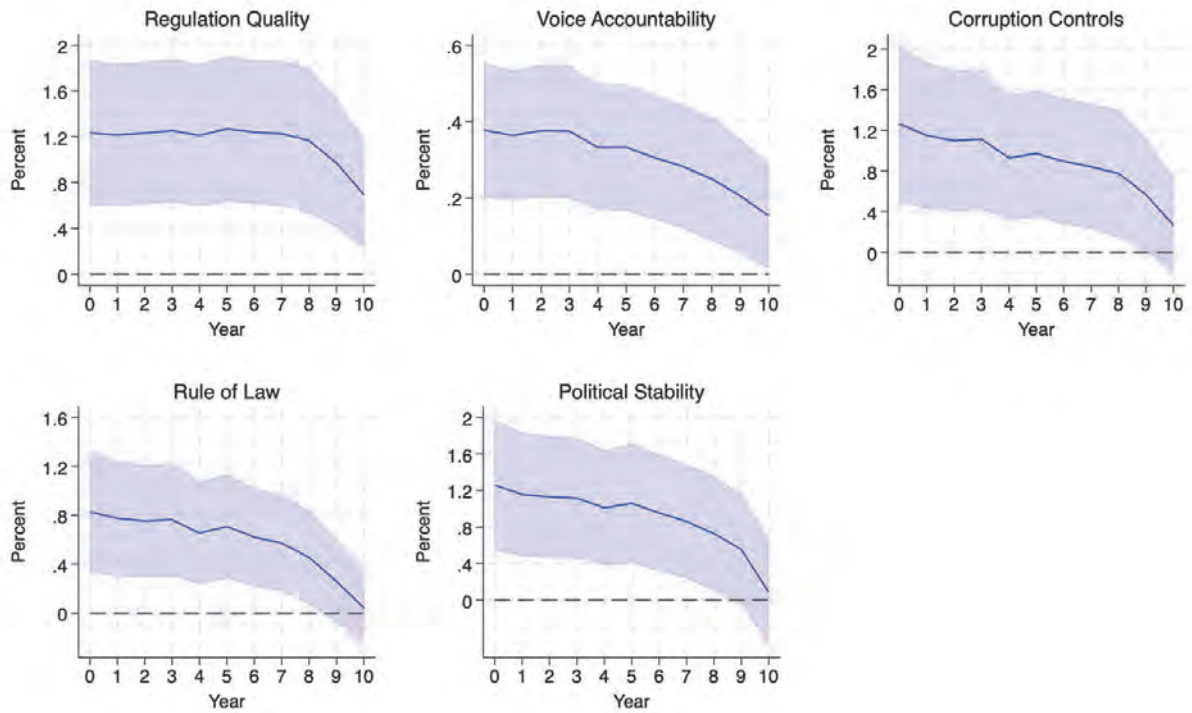 Regulation Quality
2
1.6
1.2
.8
.4
0
Percent
0 1 2 3 4 5 6 7 8 9 10
Year
Voice Accountability
.6
.4
.2
0
Percent
0 1 2 3 4 5 6 7 8 9 10
Year
Corruption Controls
2
1.6
1.2
.8
.4
0
Percent
0 1 2 3 4 5 6 7 8 9 10
Year
Rule of Law
1.6
1.2
.8
.4
0
Percent
0 1 2 3 4 5 6 7 8 9 10
Year
Political Stability
2
1.6
1.2
.8
.4
0
Percent
0 1 2 3 4 5 6 7 8 9 10
Year